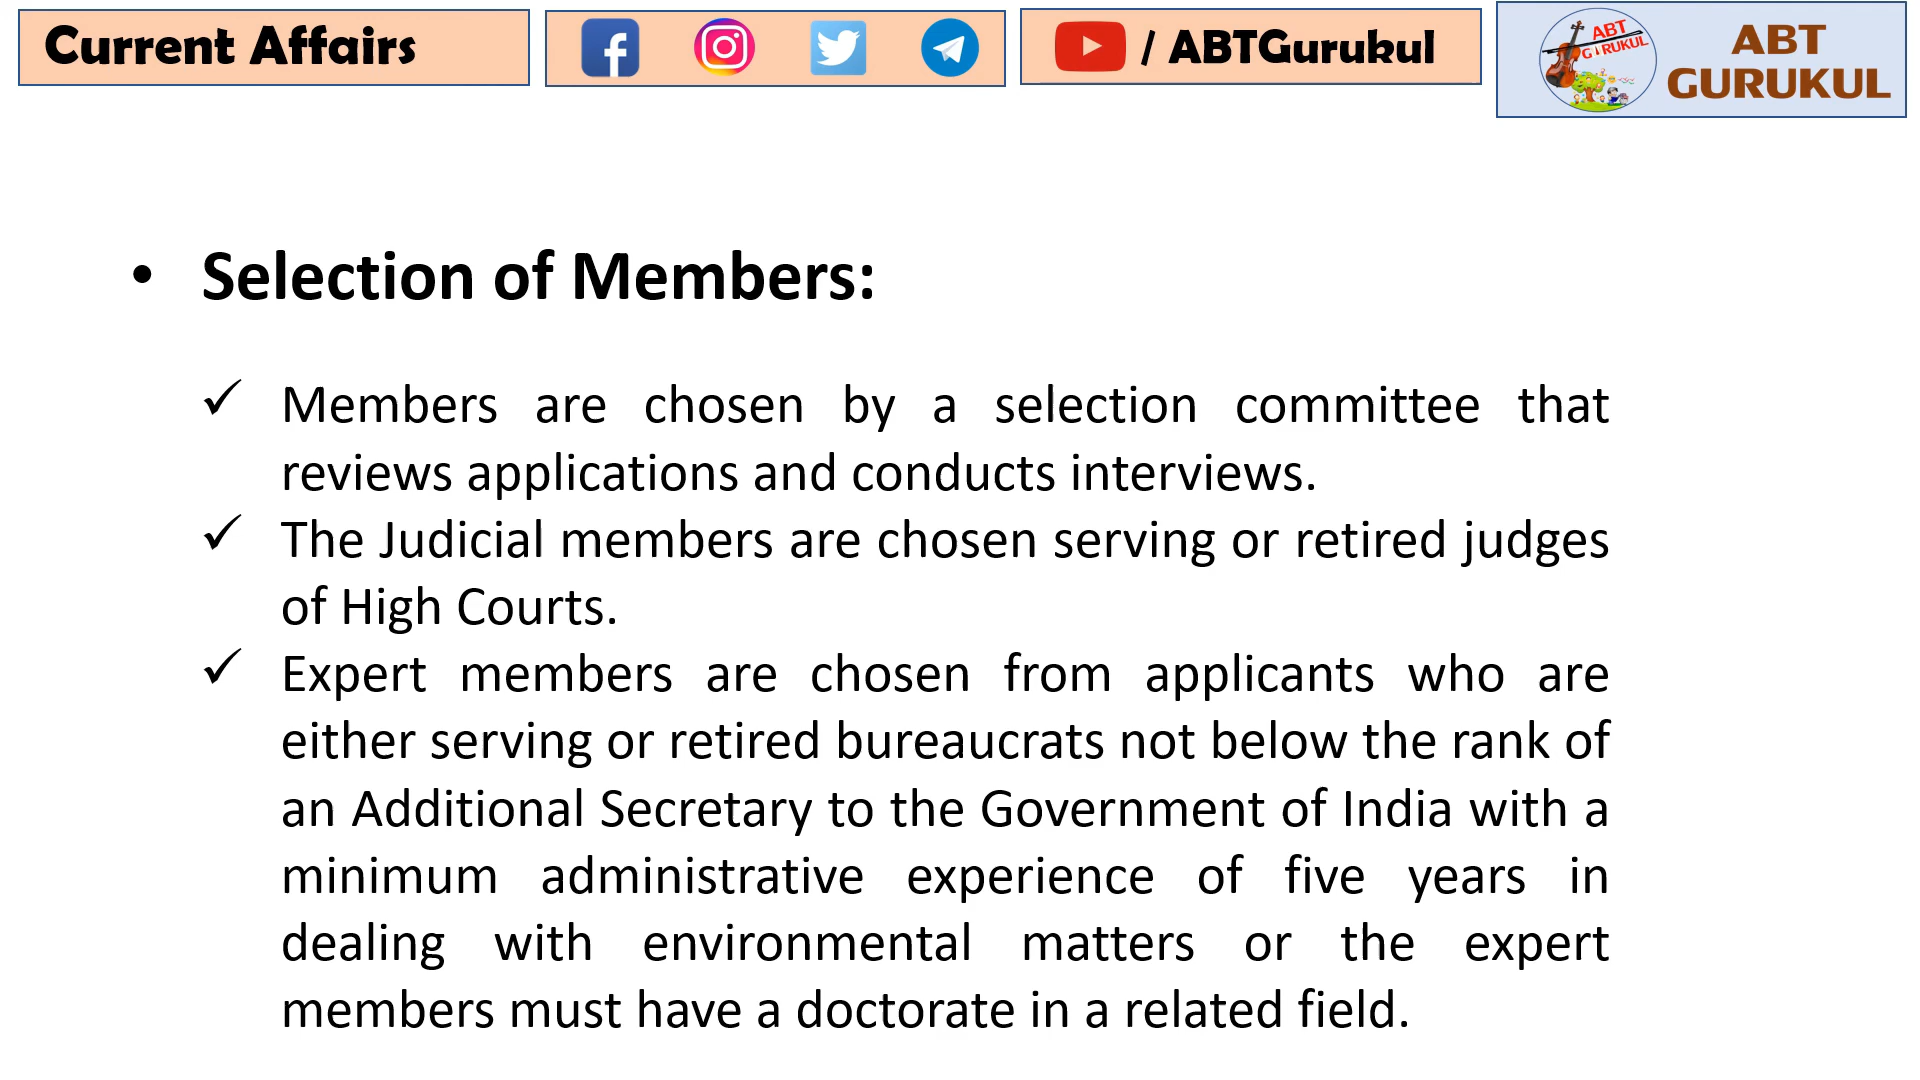 Current Affairs
/ ABTGurukul
ABT
GURUKUL
ABT
GURUKUL
• Selection of Members:
✓ Members are chosen by a selection committee that
reviews applications and conducts interviews.
✓ The Judicial members are chosen serving or retired judges
of High Courts.
✓ Expert members are chosen from applicants who are
either serving or retired bureaucrats not below the rank of
an Additional Secretary to the Government of India with a
minimum administrative experience of five years in
dealing with environmental matters or the expert
members must have a doctorate in a related field.